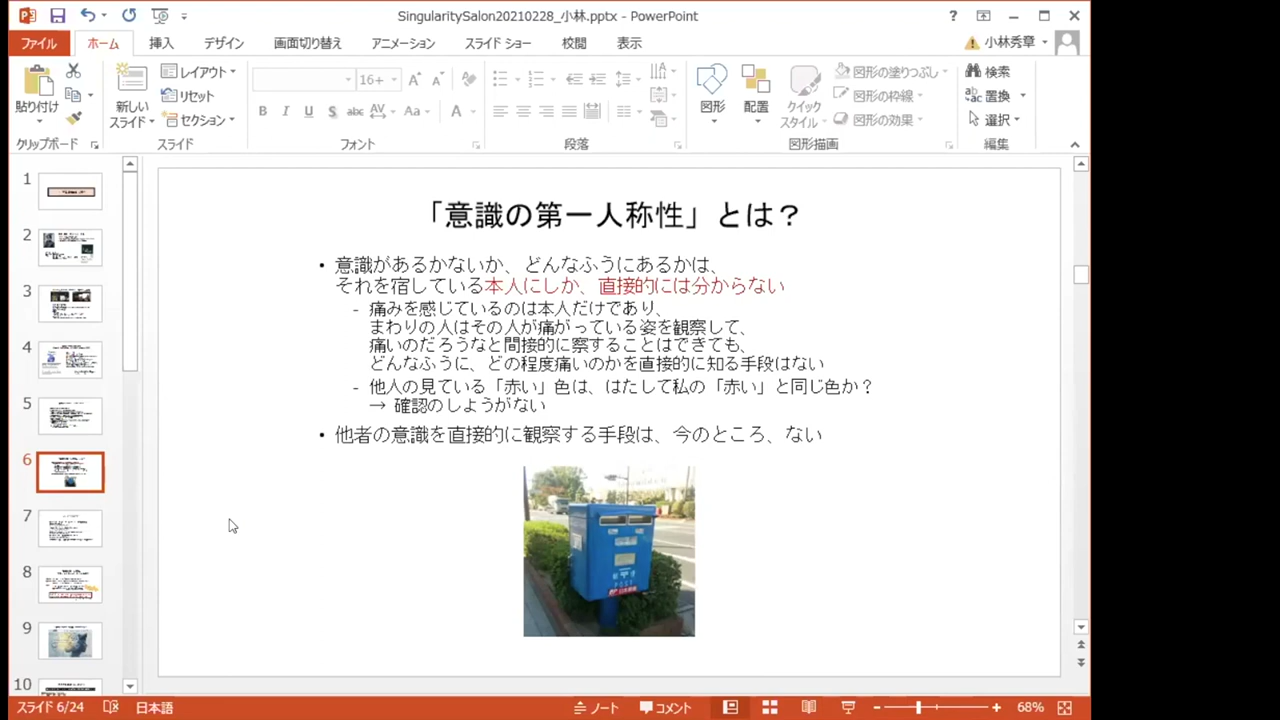 SingularitySalon20210228_小林.pptx - PowerPoint
ファイル ホーム 挿入 デザイン 画面切り替え アニメーション スライド ショー 校閲 表示 小林秀章
貼り付け
新しい
スライド
レイアウト
リセット
セクション
16+
B I U S abc AV Aa A
図形
配置
クイック
スタイル
図形の塗りつぶし
図形の枠線
図形の効果
検索
置換
選択
クリップボード スライド フォント 段落 図形描画 編集
1
2
3
4
5
6
7
8
9
10
「意識の第一人称性」とは？
• 意識があるかないか、どんなふうにあるかは、
それを宿している本人にしか、直接的には分からない
- 痛みを感じているのは本人だけであり、
まわりの人はその人が痛がっている姿を観察して、
痛いのだろうなと間接的に察することはできても、
どんなふうに、どの程度痛いのかを直接的に知る手段はない
- 他人の見ている「赤い」色は、はたして私の「赤い」と同じ色か？
→ 確認のしようがない
• 他者の意識を直接的に観察する手段は、今のところ、ない
POST
スライド 6/24 日本語 ノート コメント 68%